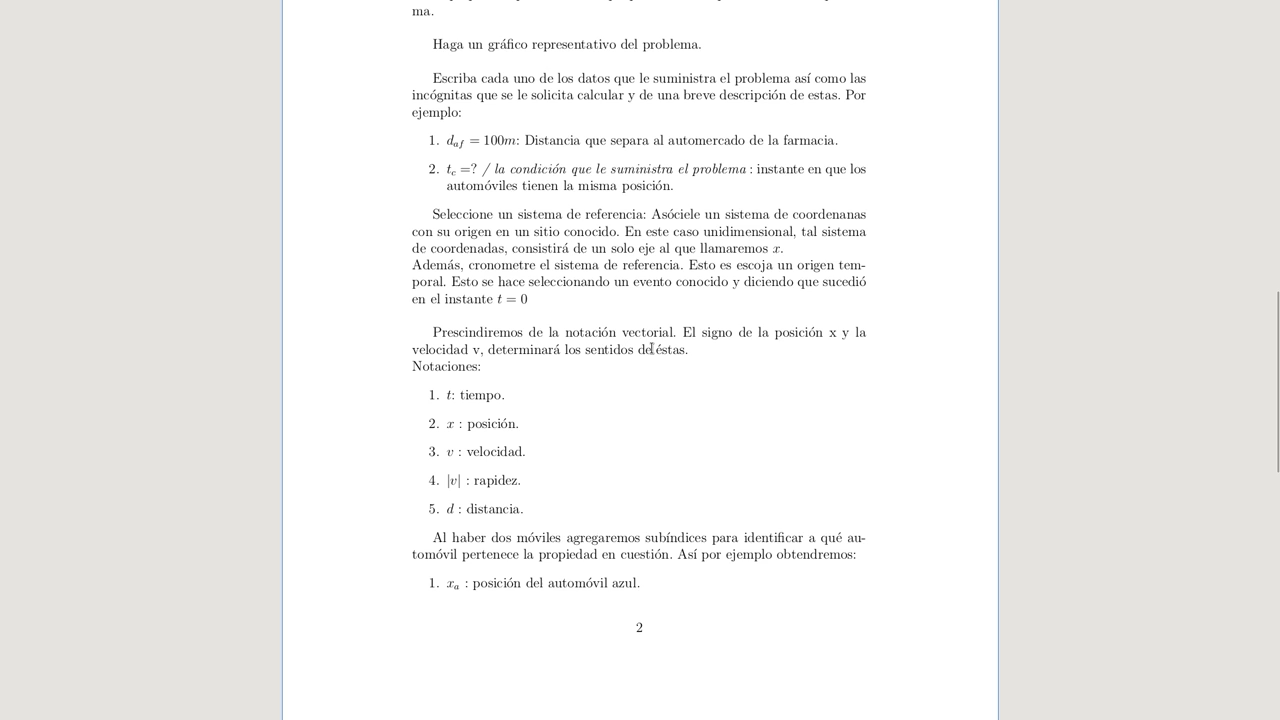 ma.
Haga un gráfico representativo del problema.
Escriba cada uno de los datos que le suministra el problema así como las
incógnitas que se le solicita calcular y de una breve descripción de estas. Por
ejemplo:
1. d_af = 100m: Distancia que separa al automercado de la farmacia.
2. t_e =? / la condición que le suministra el problema : instante en que los
automóviles tienen la misma posición.
Seleccione un sistema de referencia: Asóciele un sistema de coordenanas
con su origen en un sitio conocido. En este caso unidimensional, tal sistema
de coordenadas, consistirá de un solo eje al que llamaremos x.
Además, cronometre el sistema de referencia. Esto es escoja un origen tem-
poral. Esto se hace seleccionando un evento conocido y diciendo que sucedió
en el instante t = 0
Prescindiremos de la notación vectorial. El signo de la posición x y la
velocidad v, determinará los sentidos de éstas.
Notaciones:
1. t: tiempo.
2. x : posición.
3. v : velocidad.
4. |v| : rapidez.
5. d : distancia.
Al haber dos móviles agregaremos subíndices para identificar a qué au-
tomóvil pertenece la propiedad en cuestión. Así por ejemplo obtendremos:
1. x_a : posición del automóvil azul.
2